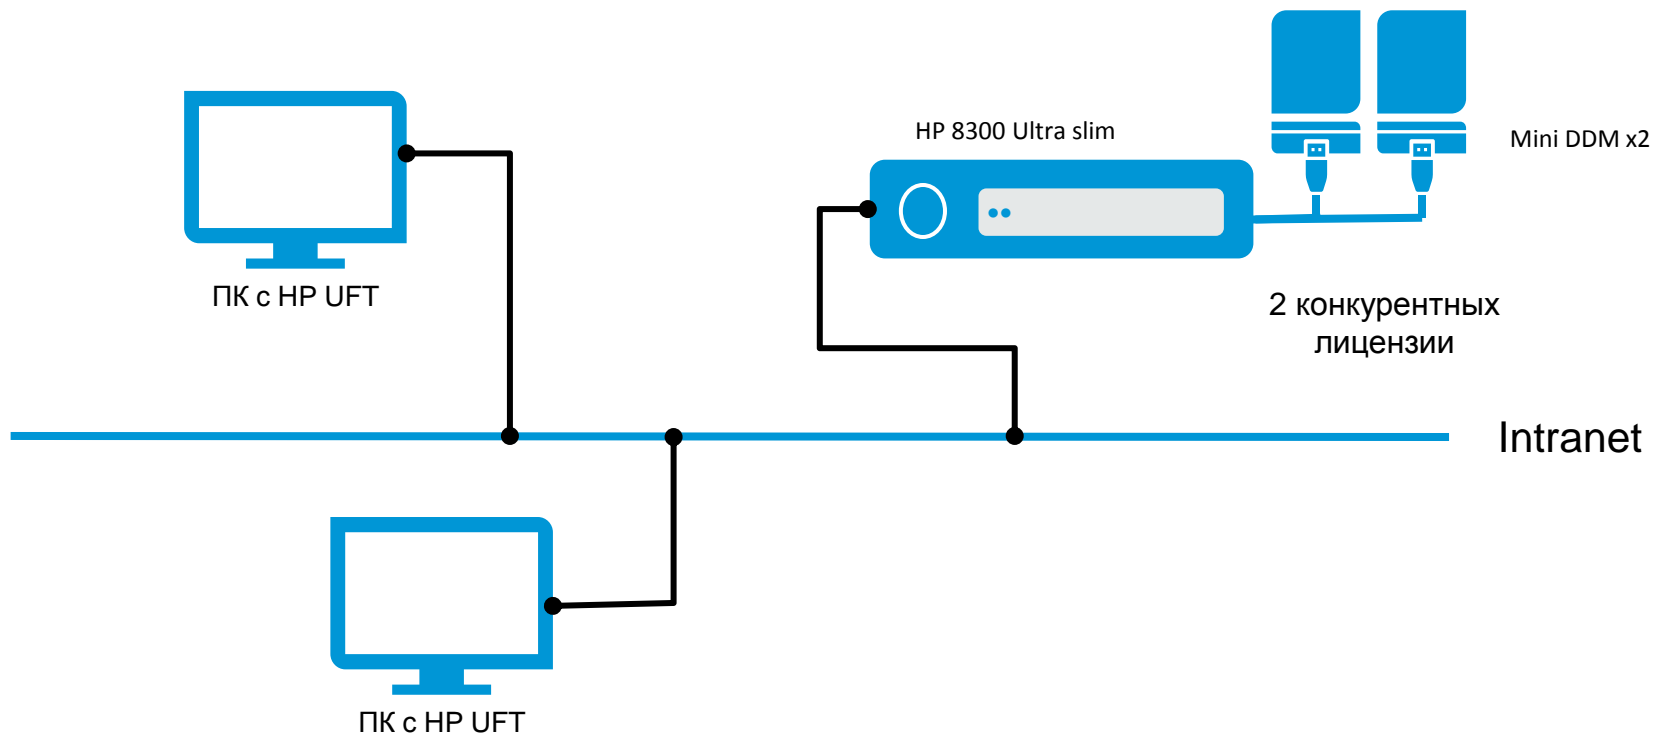 HP 8300 Ultra slim
Mini DDM x2
ПК с HP UFT
2 конкурентных
лицензии
Intranet
ПК с HP UFT